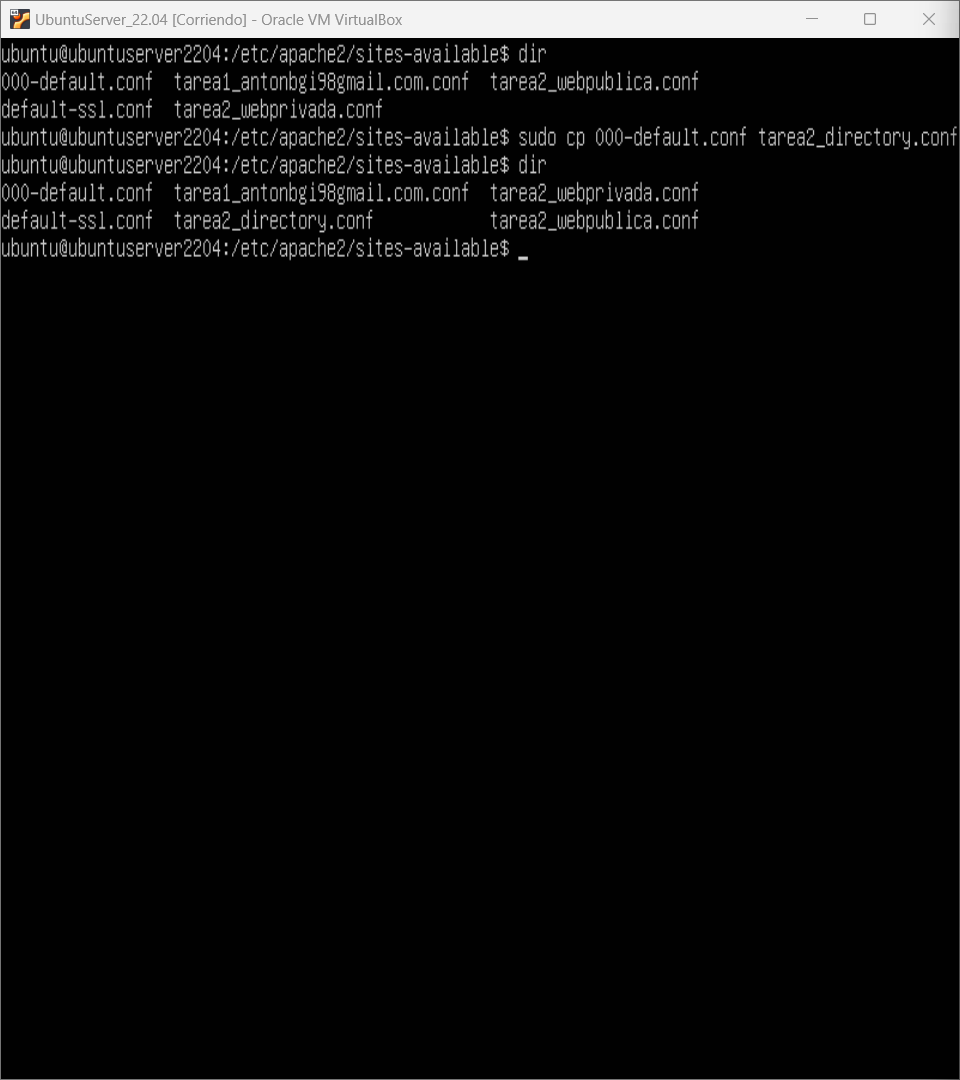 UbuntuServer_22.04 [Corriendo] - Oracle VM VirtualBox
ubuntu@ubuntuserver2204:/etc/apache2/sites-available$ dir
000-default.conf  tarea1_antonbgi98gmail.com.conf  tarea2_webpublica.conf
default-ssl.conf  tarea2_webprivada.conf
ubuntu@ubuntuserver2204:/etc/apache2/sites-available$ sudo cp 000-default.conf tarea2_directory.conf
ubuntu@ubuntuserver2204:/etc/apache2/sites-available$ dir
000-default.conf  tarea1_antonbgi98gmail.com.conf  tarea2_webprivada.conf
default-ssl.conf  tarea2_directory.conf            tarea2_webpublica.conf
ubuntu@ubuntuserver2204:/etc/apache2/sites-available$ _